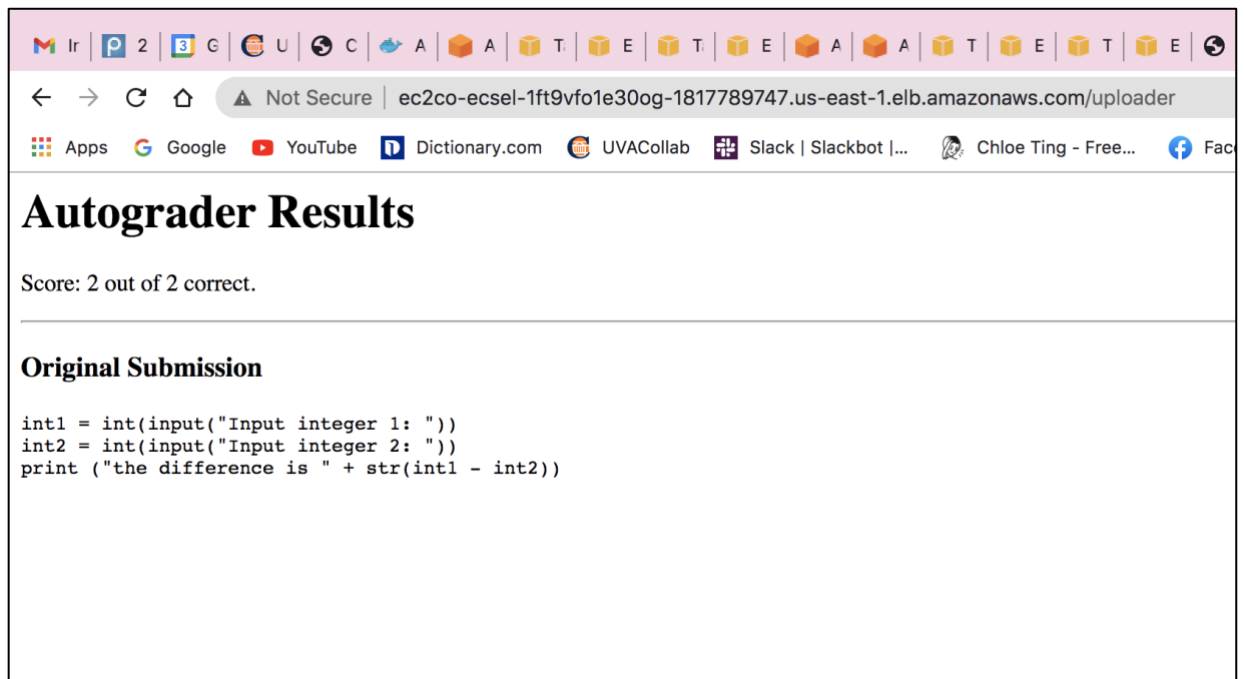 Ir 2 3 G U C A A T E T E A A T E T E
Not Secure | ec2co-ecsel-1ft9vfo1e30og-1817789747.us-east-1.elb.amazonaws.com/uploader
Apps Google YouTube Dictionary.com UVACollab Slack | Slackbot |... Chloe Ting - Free... Fac
Autograder Results
Score: 2 out of 2 correct.
Original Submission
int1 = int(input("Input integer 1: "))
int2 = int(input("Input integer 2: "))
print ("the difference is " + str(int1 - int2))